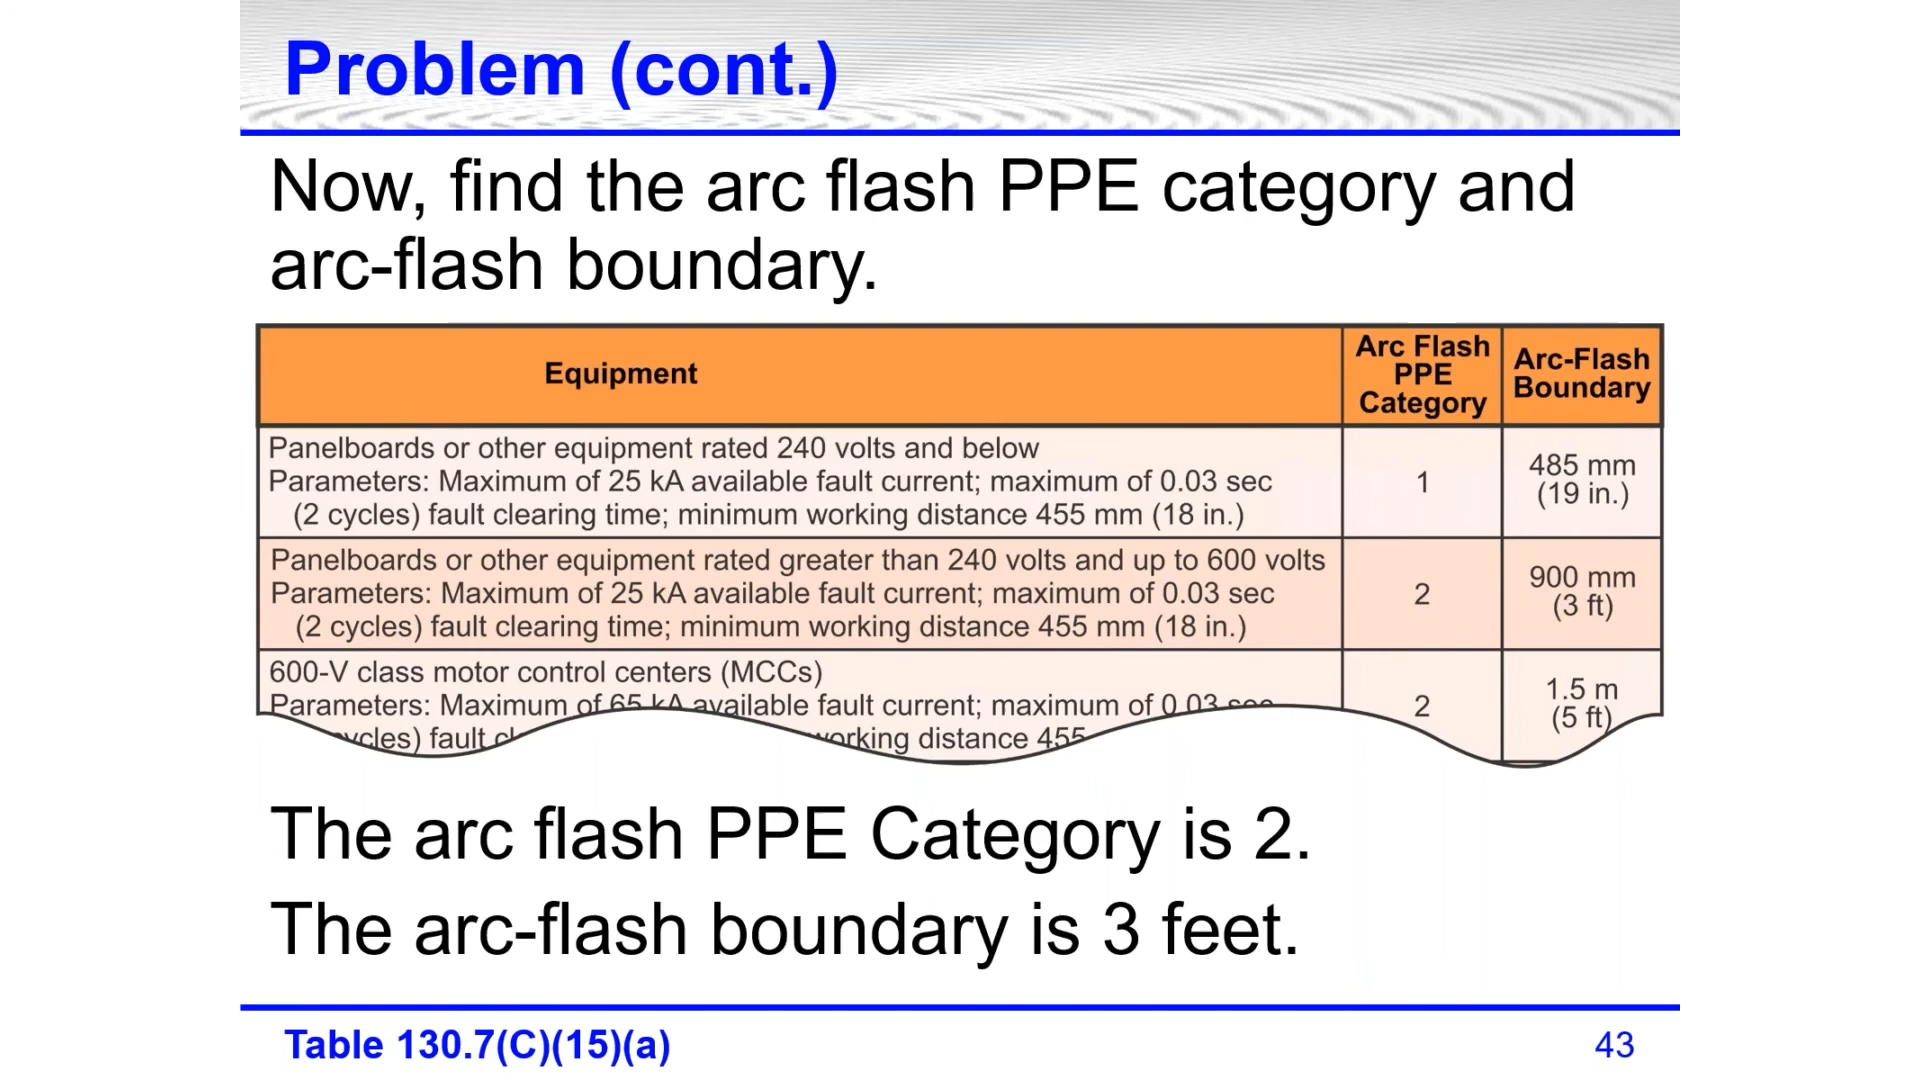 Problem (cont.)
Now, find the arc flash PPE category and
arc-flash boundary.
Equipment
Arc Flash
PPE
Category
Arc-Flash
Boundary
Panelboards or other equipment rated 240 volts and below
Parameters: Maximum of 25 kA available fault current; maximum of 0.03 sec
(2 cycles) fault clearing time; minimum working distance 455 mm (18 in.)
1
485 mm
(19 in.)
Panelboards or other equipment rated greater than 240 volts and up to 600 volts
Parameters: Maximum of 25 kA available fault current; maximum of 0.03 sec
(2 cycles) fault clearing time; minimum working distance 455 mm (18 in.)
2
900 mm
(3 ft)
600-V class motor control centers (MCCs)
Parameters: Maximum of 65 kA available fault current; maximum of 0.03 sec
fault working distance 455
2
1.5 m
(5 ft)
The arc flash PPE Category is 2.
The arc-flash boundary is 3 feet.
Table 130.7(C)(15)(a)
43